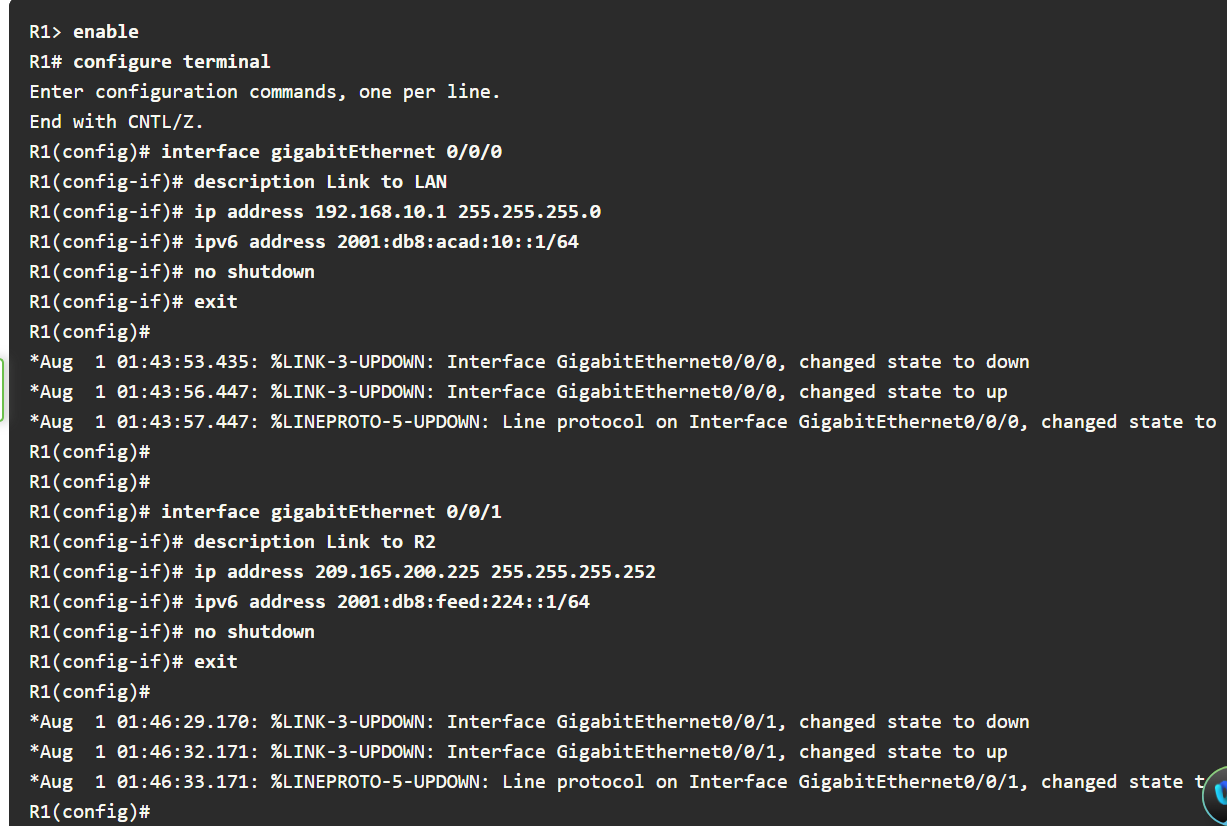 R1> enable
R1# configure terminal
Enter configuration commands, one per line.
End with CNTL/Z.
R1(config)# interface gigabitEthernet 0/0/0
R1(config-if)# description Link to LAN
R1(config-if)# ip address 192.168.10.1 255.255.255.0
R1(config-if)# ipv6 address 2001:db8:acad:10::1/64
R1(config-if)# no shutdown
R1(config-if)# exit
R1(config)#
*Aug  1 01:43:53.435: %LINK-3-UPDOWN: Interface GigabitEthernet0/0/0, changed state to down
*Aug  1 01:43:56.447: %LINK-3-UPDOWN: Interface GigabitEthernet0/0/0, changed state to up
*Aug  1 01:43:57.447: %LINEPROTO-5-UPDOWN: Line protocol on Interface GigabitEthernet0/0/0, changed state to
R1(config)#
R1(config)#
R1(config)# interface gigabitEthernet 0/0/1
R1(config-if)# description Link to R2
R1(config-if)# ip address 209.165.200.225 255.255.255.252
R1(config-if)# ipv6 address 2001:db8:feed:224::1/64
R1(config-if)# no shutdown
R1(config-if)# exit
R1(config)#
*Aug  1 01:46:29.170: %LINK-3-UPDOWN: Interface GigabitEthernet0/0/1, changed state to down
*Aug  1 01:46:32.171: %LINK-3-UPDOWN: Interface GigabitEthernet0/0/1, changed state to up
*Aug  1 01:46:33.171: %LINEPROTO-5-UPDOWN: Line protocol on Interface GigabitEthernet0/0/1, changed state
R1(config)#